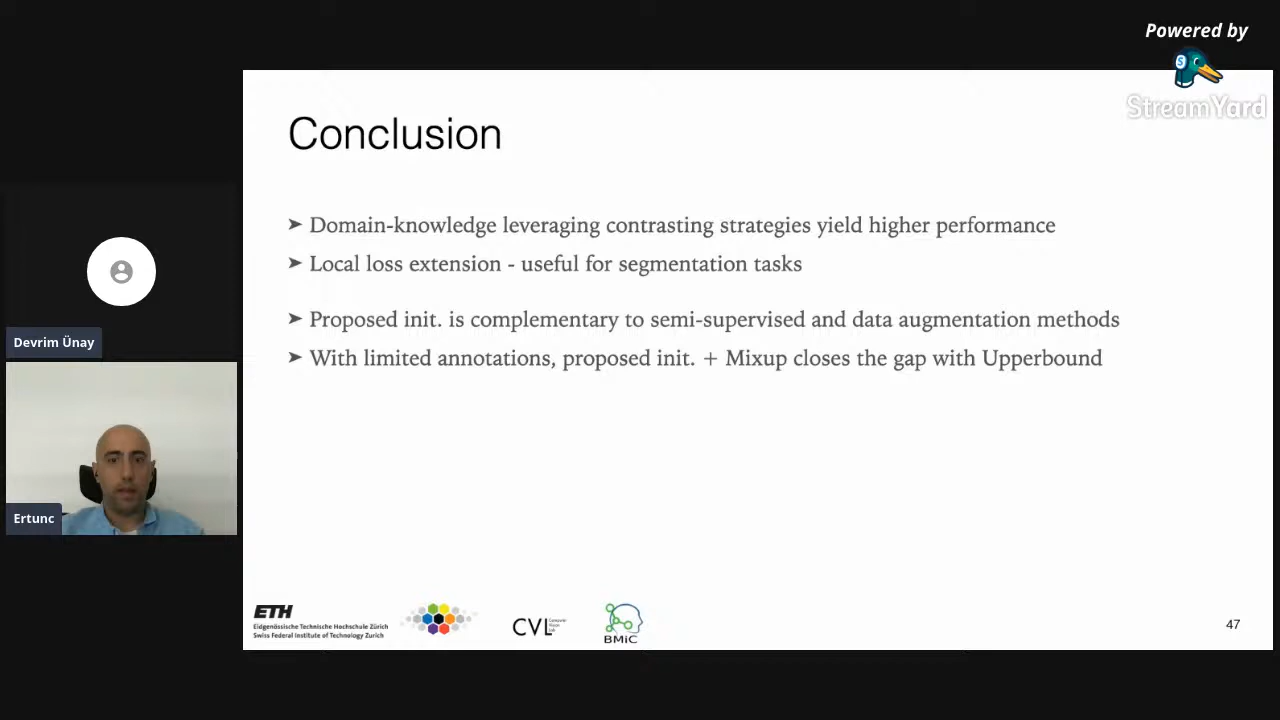 Powered by
StreamYard
Conclusion
➤ Domain-knowledge leveraging contrasting strategies yield higher performance
➤ Local loss extension - useful for segmentation tasks
➤ Proposed init. is complementary to semi-supervised and data augmentation methods
➤ With limited annotations, proposed init. + Mixup closes the gap with Upperbound
Devrim Ünay
Ertunc
ETH
Eidgenössische Technische Hochschule Zürich
Swiss Federal Institute of Technology Zurich
CVL
Computer
Vision
Lab
BMiC
47